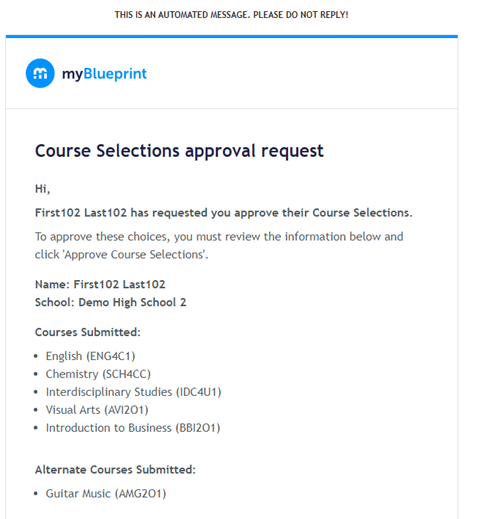 THIS IS AN AUTOMATED MESSAGE. PLEASE DO NOT REPLY!
myBlueprint
Course Selections approval request
Hi,
First102 Last102 has requested you approve their Course Selections.
To approve these choices, you must review the information below and
click 'Approve Course Selections'.
Name: First102 Last102
School: Demo High School 2
Courses Submitted:
• English (ENG4C1)
• Chemistry (SCH4CC)
• Interdisciplinary Studies (IDC4U1)
• Visual Arts (AVI2O1)
• Introduction to Business (BBI2O1)
Alternate Courses Submitted:
• Guitar Music (AMG2O1)